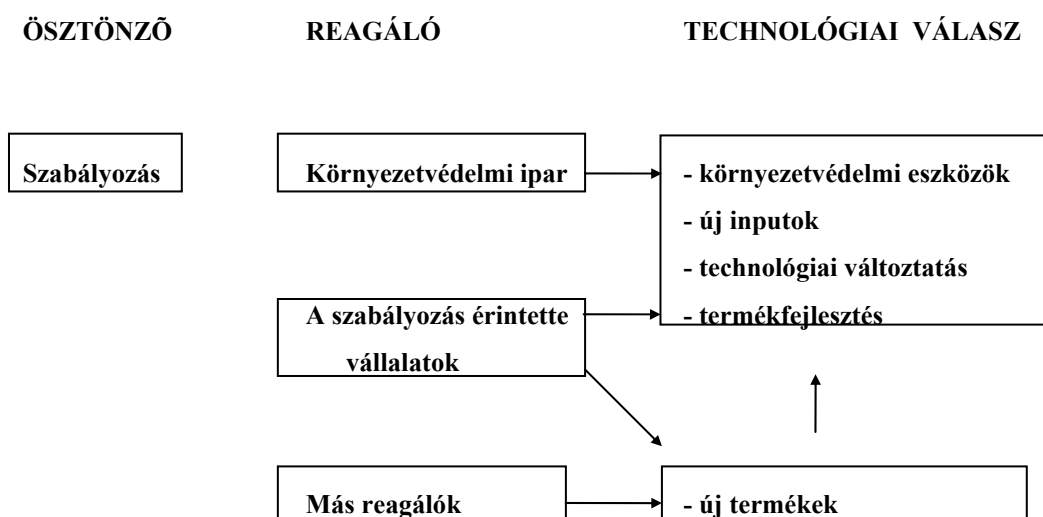 ÖSZTÖNZÕ REAGÁLÓ TECHNOLÓGIAI VÁLASZ
Szabályozás Környezetvédelmi ipar - környezetvédelmi eszközök
- új inputok
- technológiai változtatás
A szabályozás érintette - termékfejlesztés
vállalatok
Más reagálók - új termékek